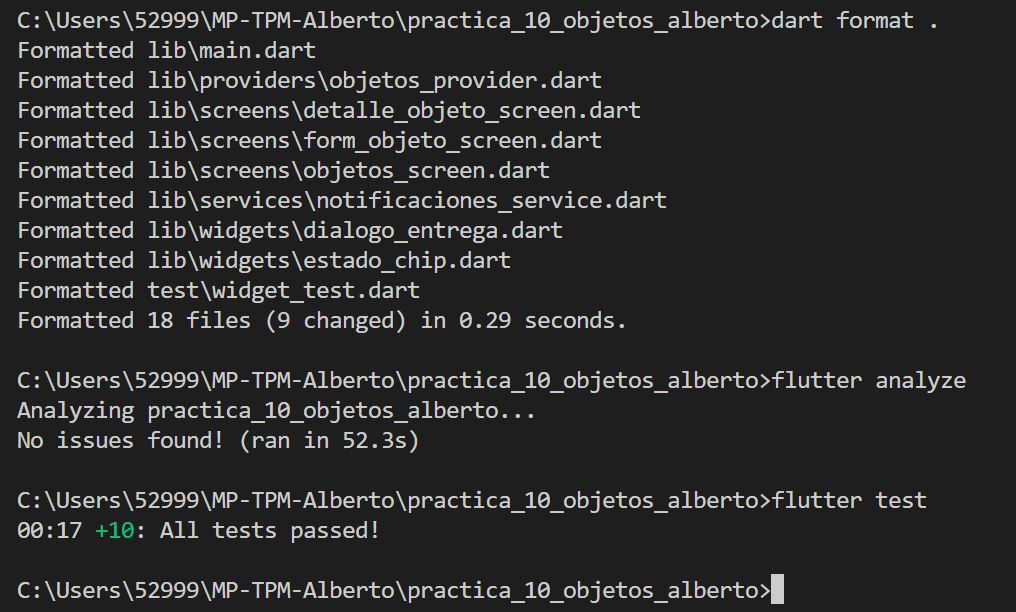 C:\Users\52999\MP-TPM-Alberto\practica_10_objetos_alberto>dart format .
Formatted lib\main.dart
Formatted lib\providers\objetos_provider.dart
Formatted lib\screens\detalle_objeto_screen.dart
Formatted lib\screens\form_objeto_screen.dart
Formatted lib\screens\objetos_screen.dart
Formatted lib\services\notificaciones_service.dart
Formatted lib\widgets\dialogo_entrega.dart
Formatted lib\widgets\estado_chip.dart
Formatted test\widget_test.dart
Formatted 18 files (9 changed) in 0.29 seconds.
C:\Users\52999\MP-TPM-Alberto\practica_10_objetos_alberto>flutter analyze
Analyzing practica_10_objetos_alberto...
No issues found! (ran in 52.3s)
C:\Users\52999\MP-TPM-Alberto\practica_10_objetos_alberto>flutter test
00:17 +10: All tests passed!
C:\Users\52999\MP-TPM-Alberto\practica_10_objetos_alberto>